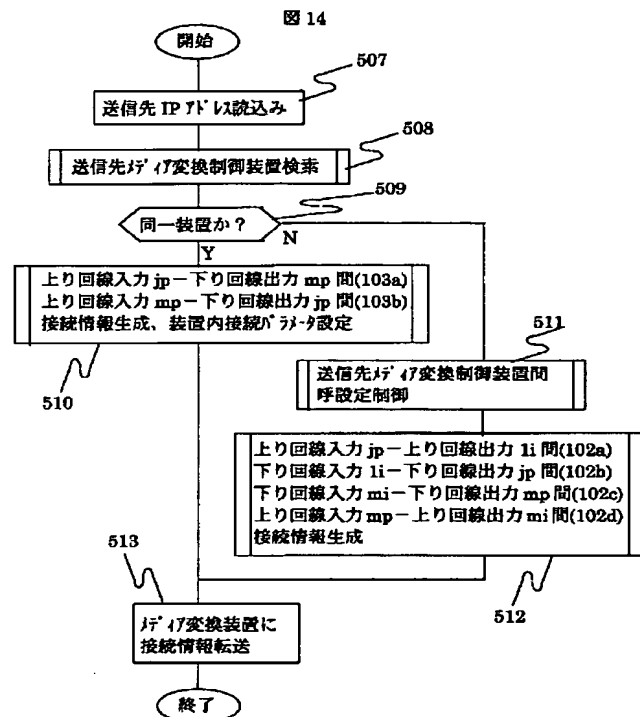 図 14
開始
507
送信先 IP アドレス読込み
508
送信先メディア変換制御装置検索
509
同一装置か？
N
Y
上り回線入力 jp－下り回線出力 mp 間(103a)
上り回線入力 mp－下り回線出力 jp 間(103b)
接続情報生成、装置内接続パラメータ設定
510
511
送信先メディア変換制御装置間
呼設定制御
上り回線入力 jp－上り回線出力 1i 間(102a)
下り回線入力 1i－下り回線出力 jp 間(102b)
下り回線入力 mi－下り回線出力 mp 間(102c)
上り回線入力 mp－上り回線出力 mi 間(102d)
接続情報生成
512
513
メディア変換装置に
接続情報転送
終了